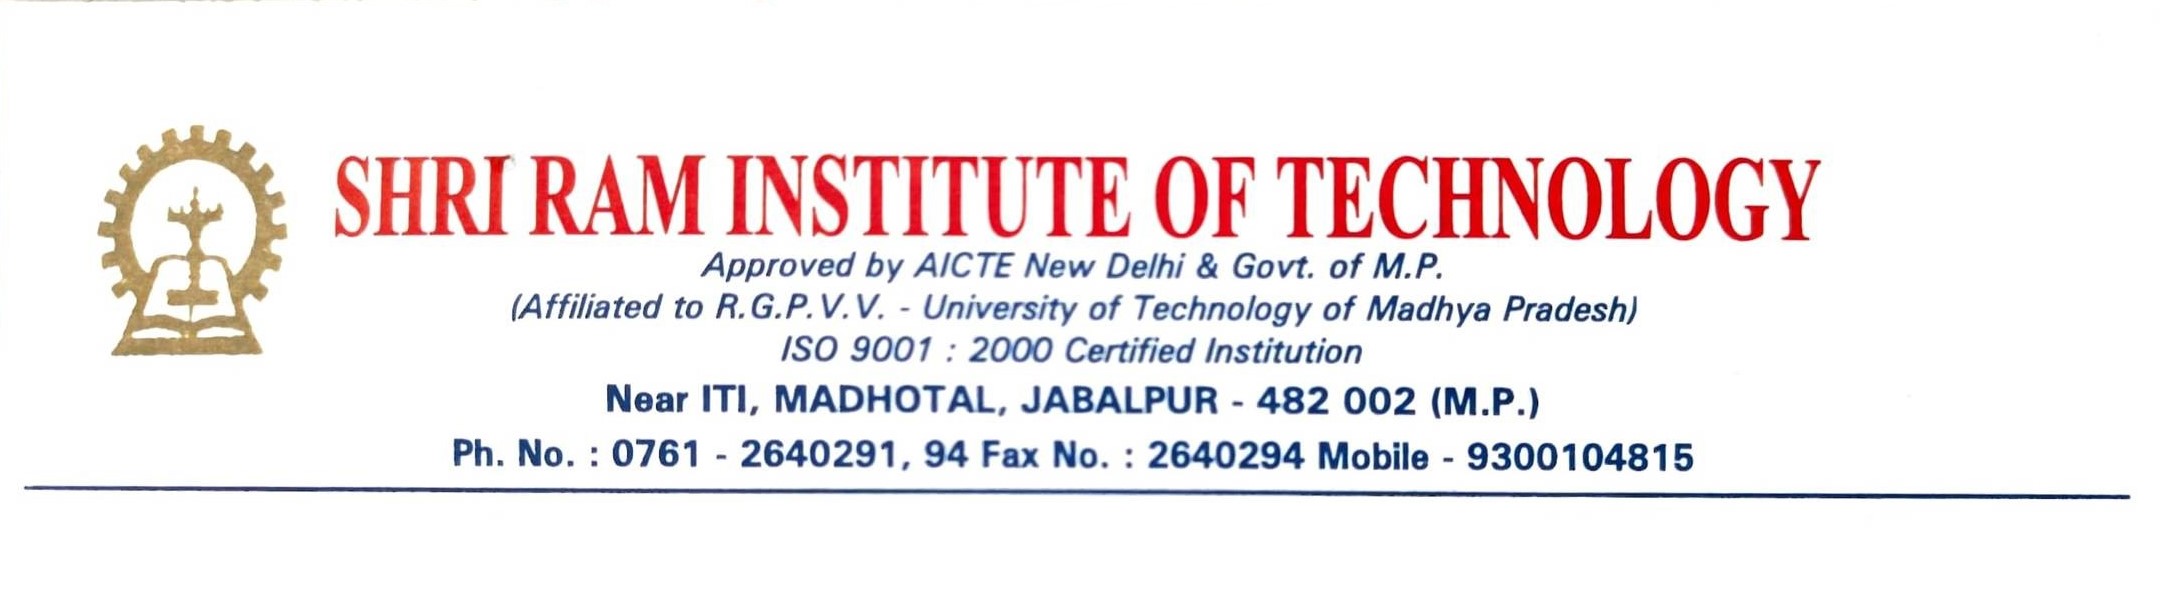 SHRI RAM INSTITUTE OF TECHNOLOGY
Approved by AICTE New Delhi & Govt. of M.P.
(Affiliated to R.G.P.V.V. - University of Technology of Madhya Pradesh)
ISO 9001 : 2000 Certified Institution
Near ITI, MADHOTAL, JABALPUR - 482 002 (M.P.)
Ph. No. : 0761 - 2640291, 94 Fax No. : 2640294 Mobile - 9300104815